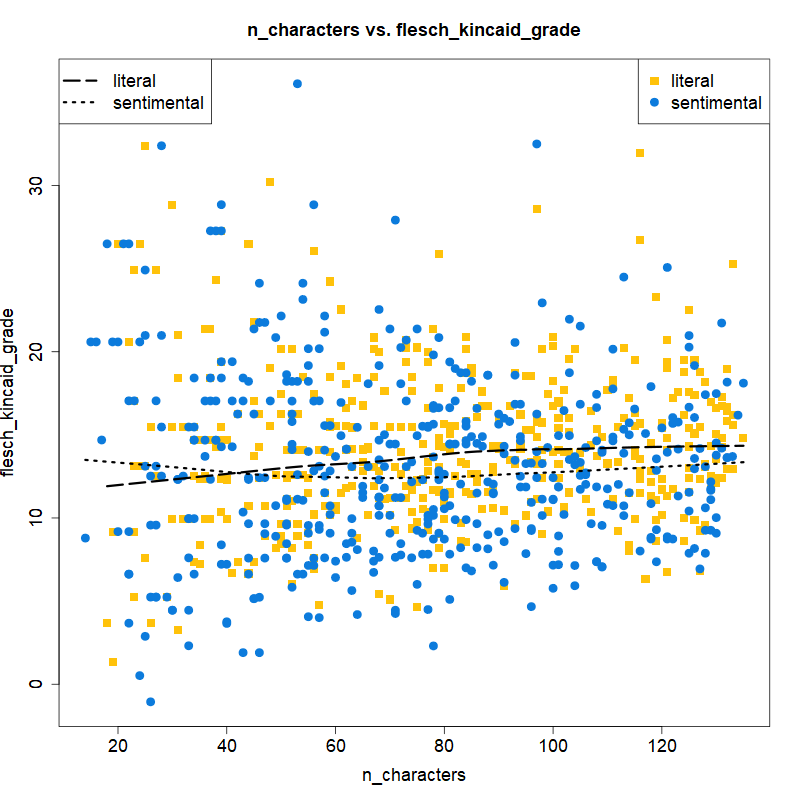 n_characters vs. flesch_kincaid_grade
literal
sentimental
literal
sentimental
flesch_kincaid_grade
30
20
10
0
20
40
60
80
100
120
n_characters